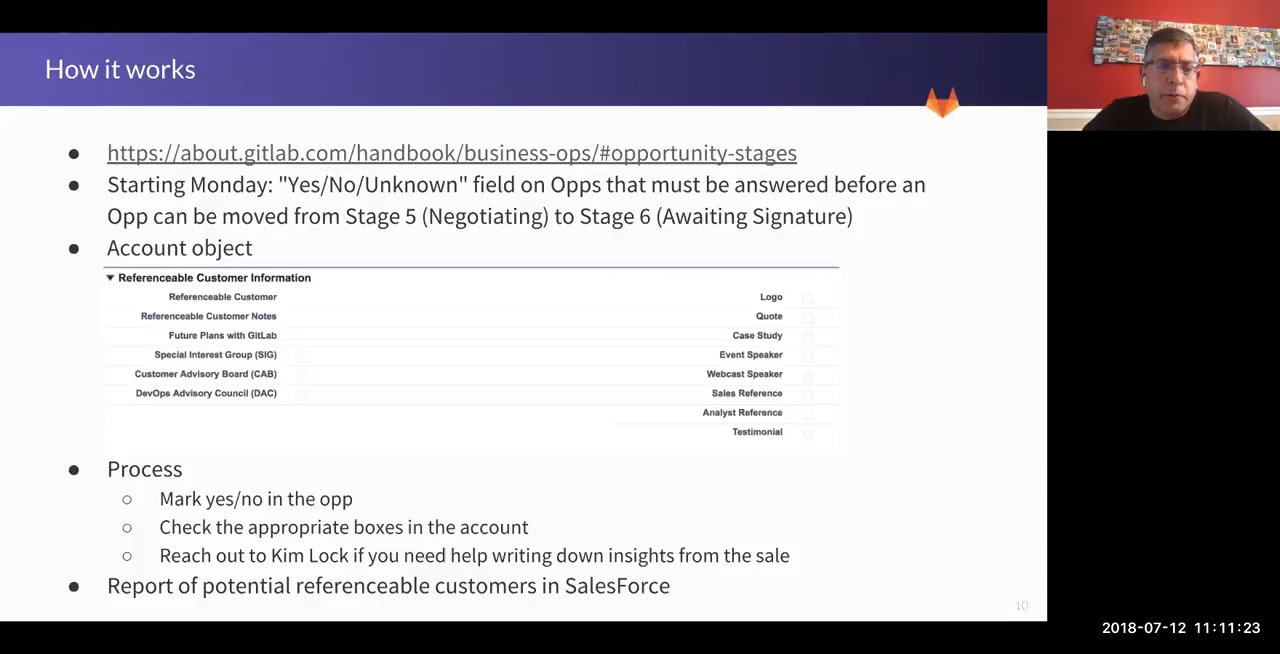 How it works
https://about.gitlab.com/handbook/business-ops/#opportunity-stages
Starting Monday: "Yes/No/Unknown" field on Opps that must be answered before an
Opp can be moved from Stage 5 (Negotiating) to Stage 6 (Awaiting Signature)
Account object
Referenceable Customer Information
Referenceable Customer
Logo
Referenceable Customer Notes
Quote
Future Plans with GitLab
Case Study
Special Interest Group (SIG)
Event Speaker
Customer Advisory Board (CAB)
Webcast Speaker
DevOps Advisory Council (DAC)
Sales Reference
Analyst Reference
Testimonial
Process
Mark yes/no in the opp
Check the appropriate boxes in the account
Reach out to Kim Lock if you need help writing down insights from the sale
Report of potential referenceable customers in SalesForce
10
2018-07-12 11:11:23